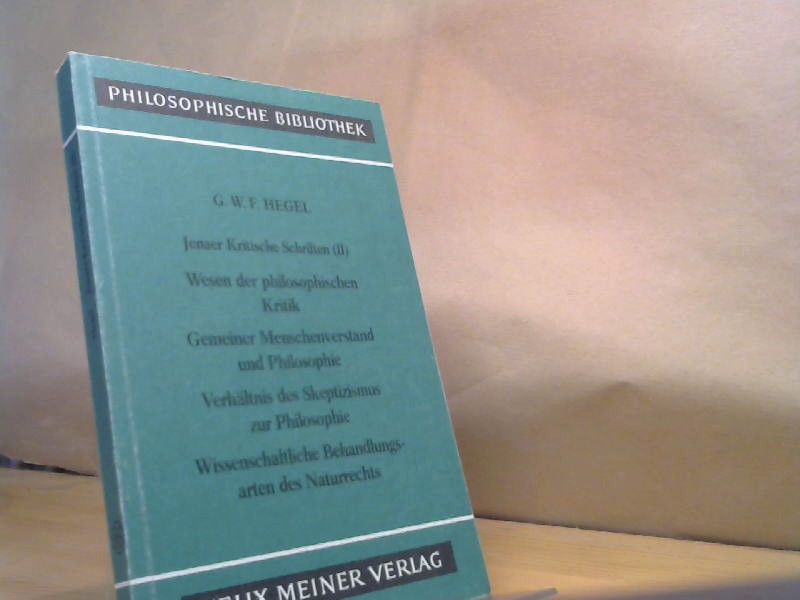 PHILOSOPHISCHE BIBLIOTHEK
G. W. F. HEGEL
Jenaer Kritische Schriften (II)
Wesen der philosophischen
Kritik
Gemeiner Menschenverstand
und Philosophie
Verhältnis des Skeptizismus
zur Philosophie
Wissenschaftliche Behandlungs-
arten des Naturrechts
MEINER VERLAG